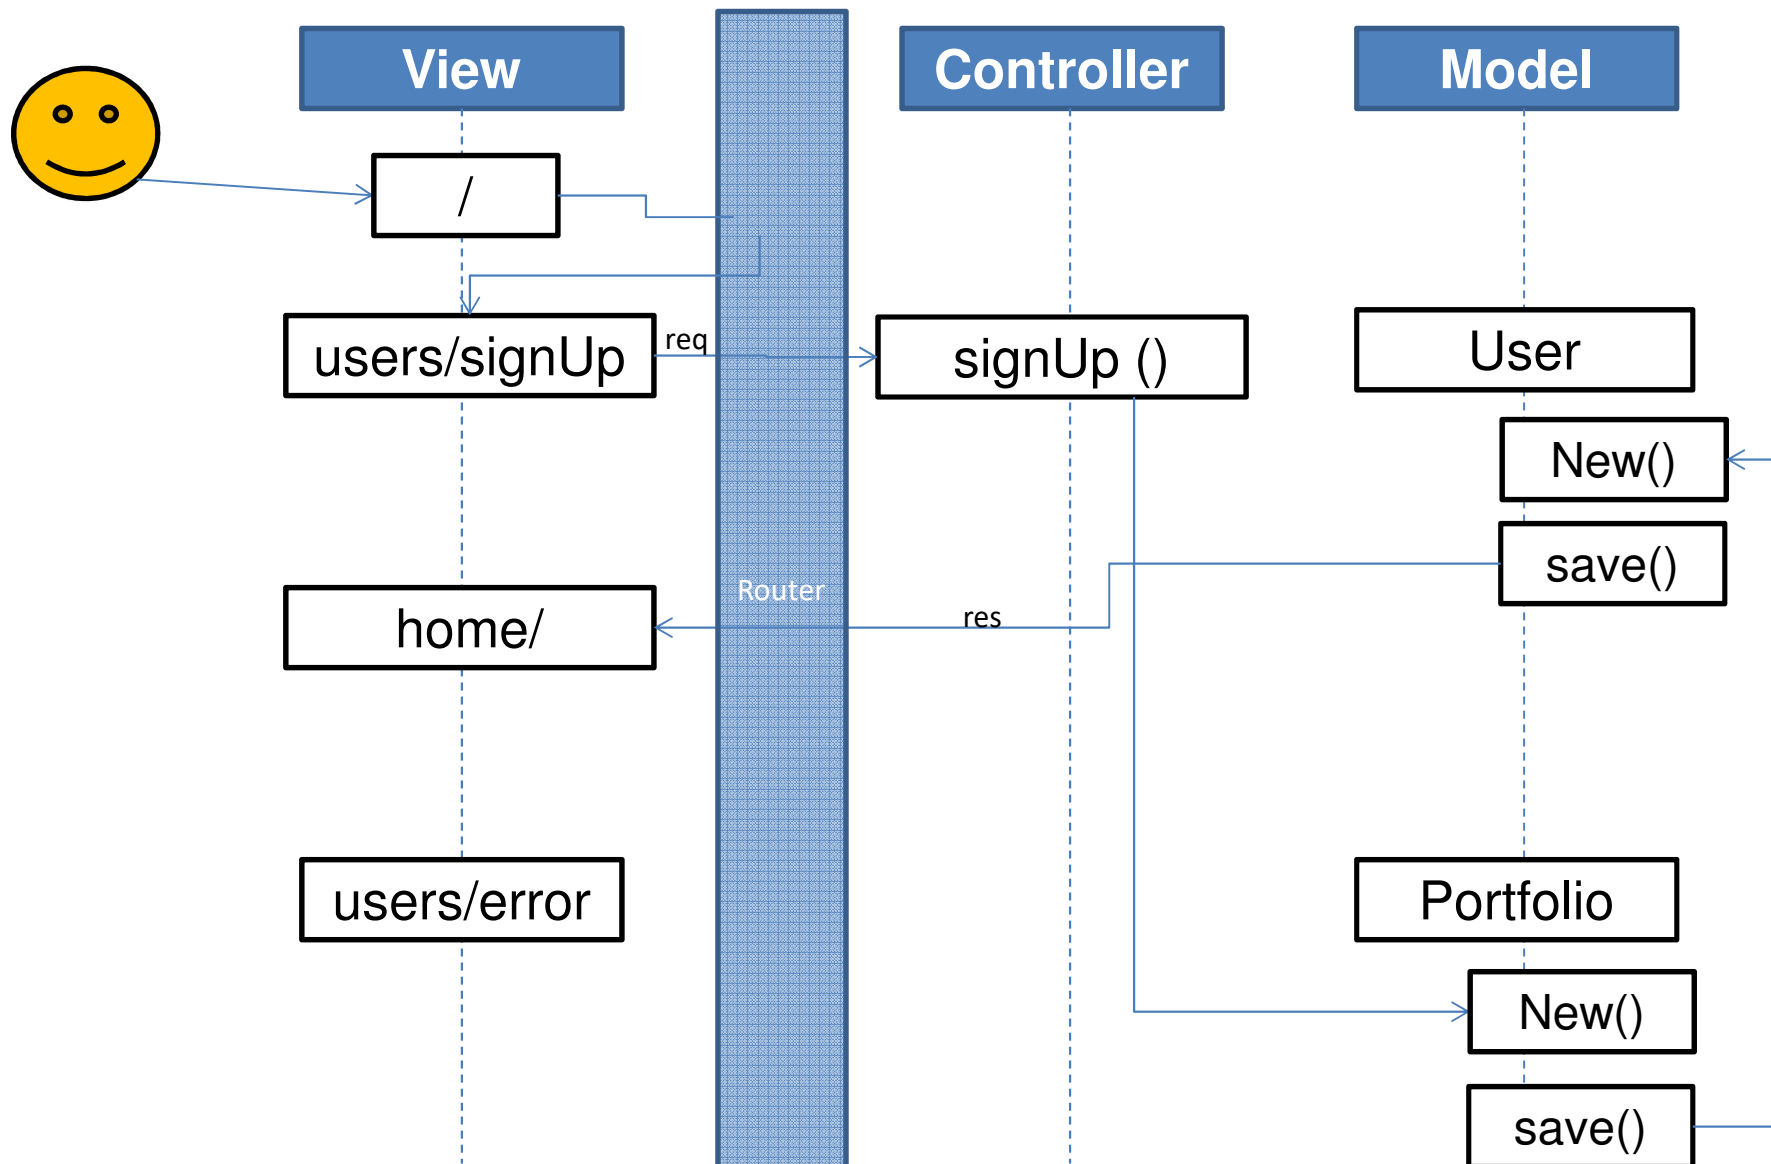 View
Controller
Model
/
users/signUp
req
signUp ()
User
New()
save()
Router
home/
res
users/error
Portfolio
New()
save()